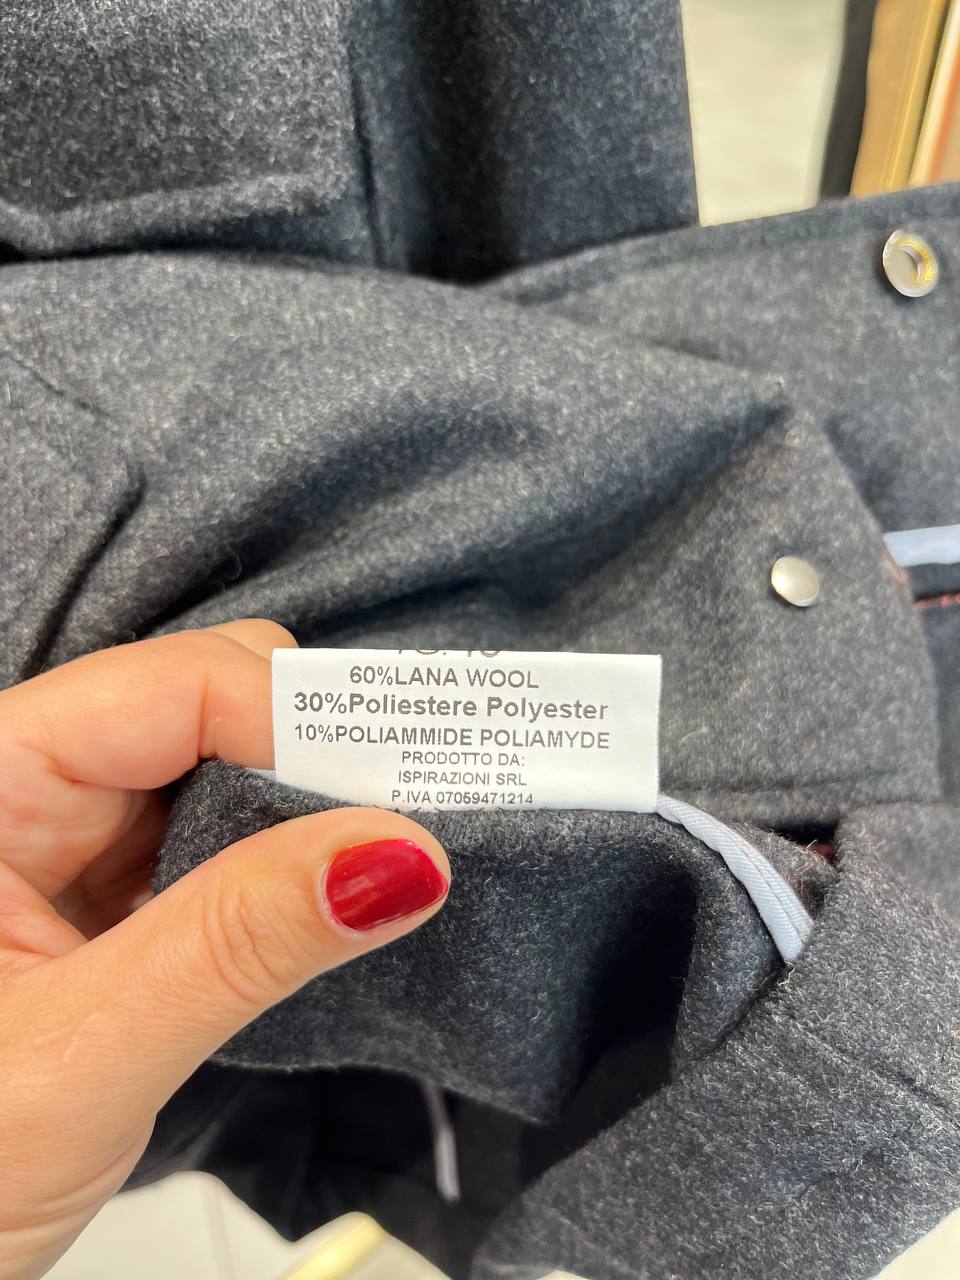 60%LANA WOOL
30%Poliestere Polyester
10%POLIAMMIDE POLIAMYDE
PRODOTTO DA:
ISPIRAZIONI SRL
P.IVA 07059471214